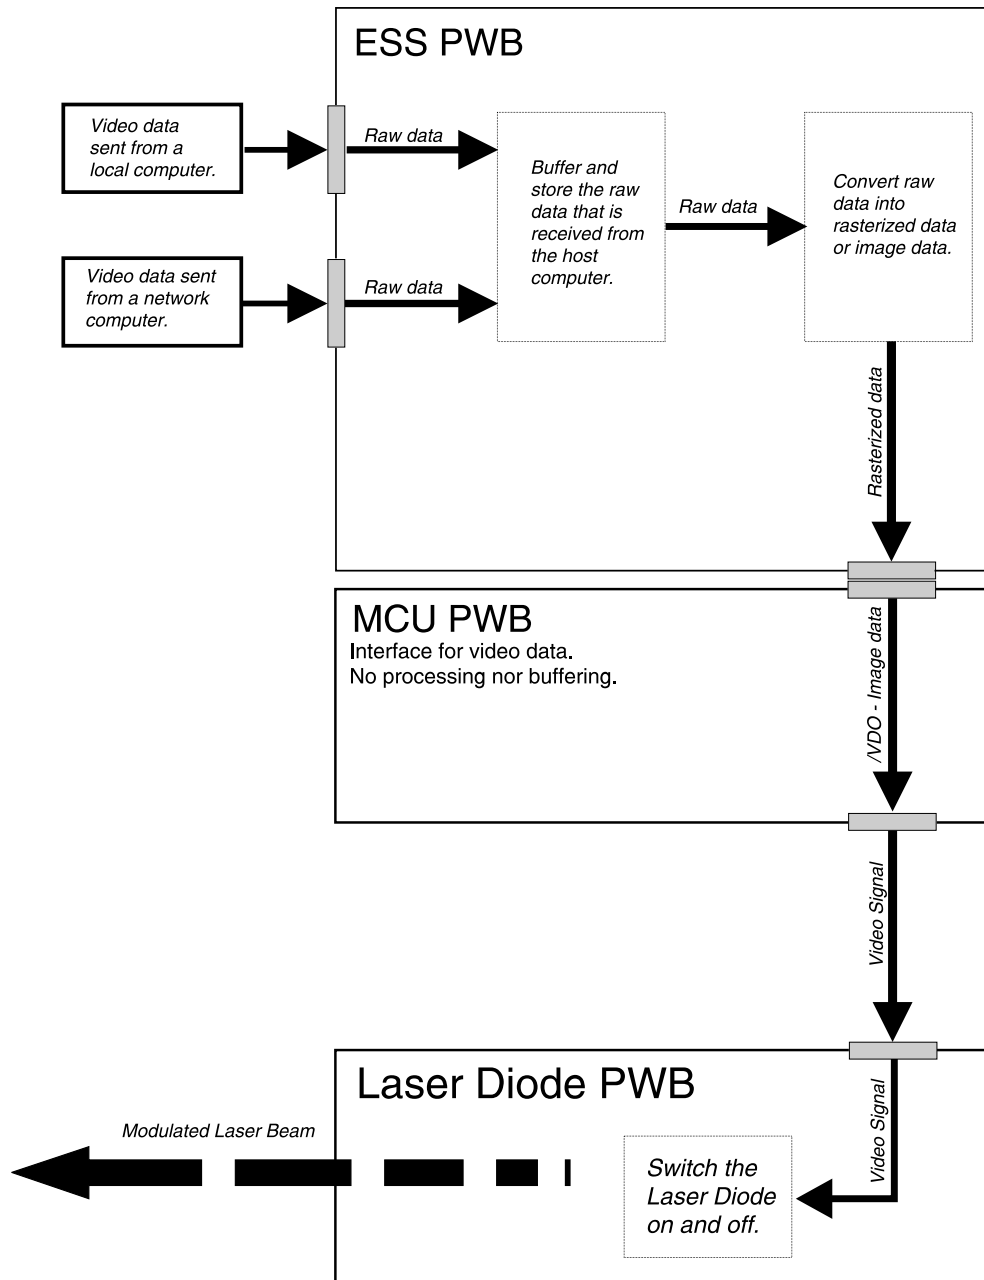 ESS PWB
Video data
sent from a
local computer.
Raw data
Buffer and
store the raw
data that is
received from
the host
computer.
Raw data
Convert raw
data into
rasterized data
or image data.
Video data sent
from a network
computer.
Raw data
Rasterized data
MCU PWB
Interface for video data.
No processing nor buffering.
/VDO - Image data
Video Signal
Laser Diode PWB
Video Signal
Modulated Laser Beam
Switch the
Laser Diode
on and off.